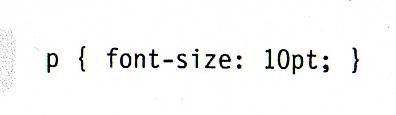 p { font-size: 10pt; }